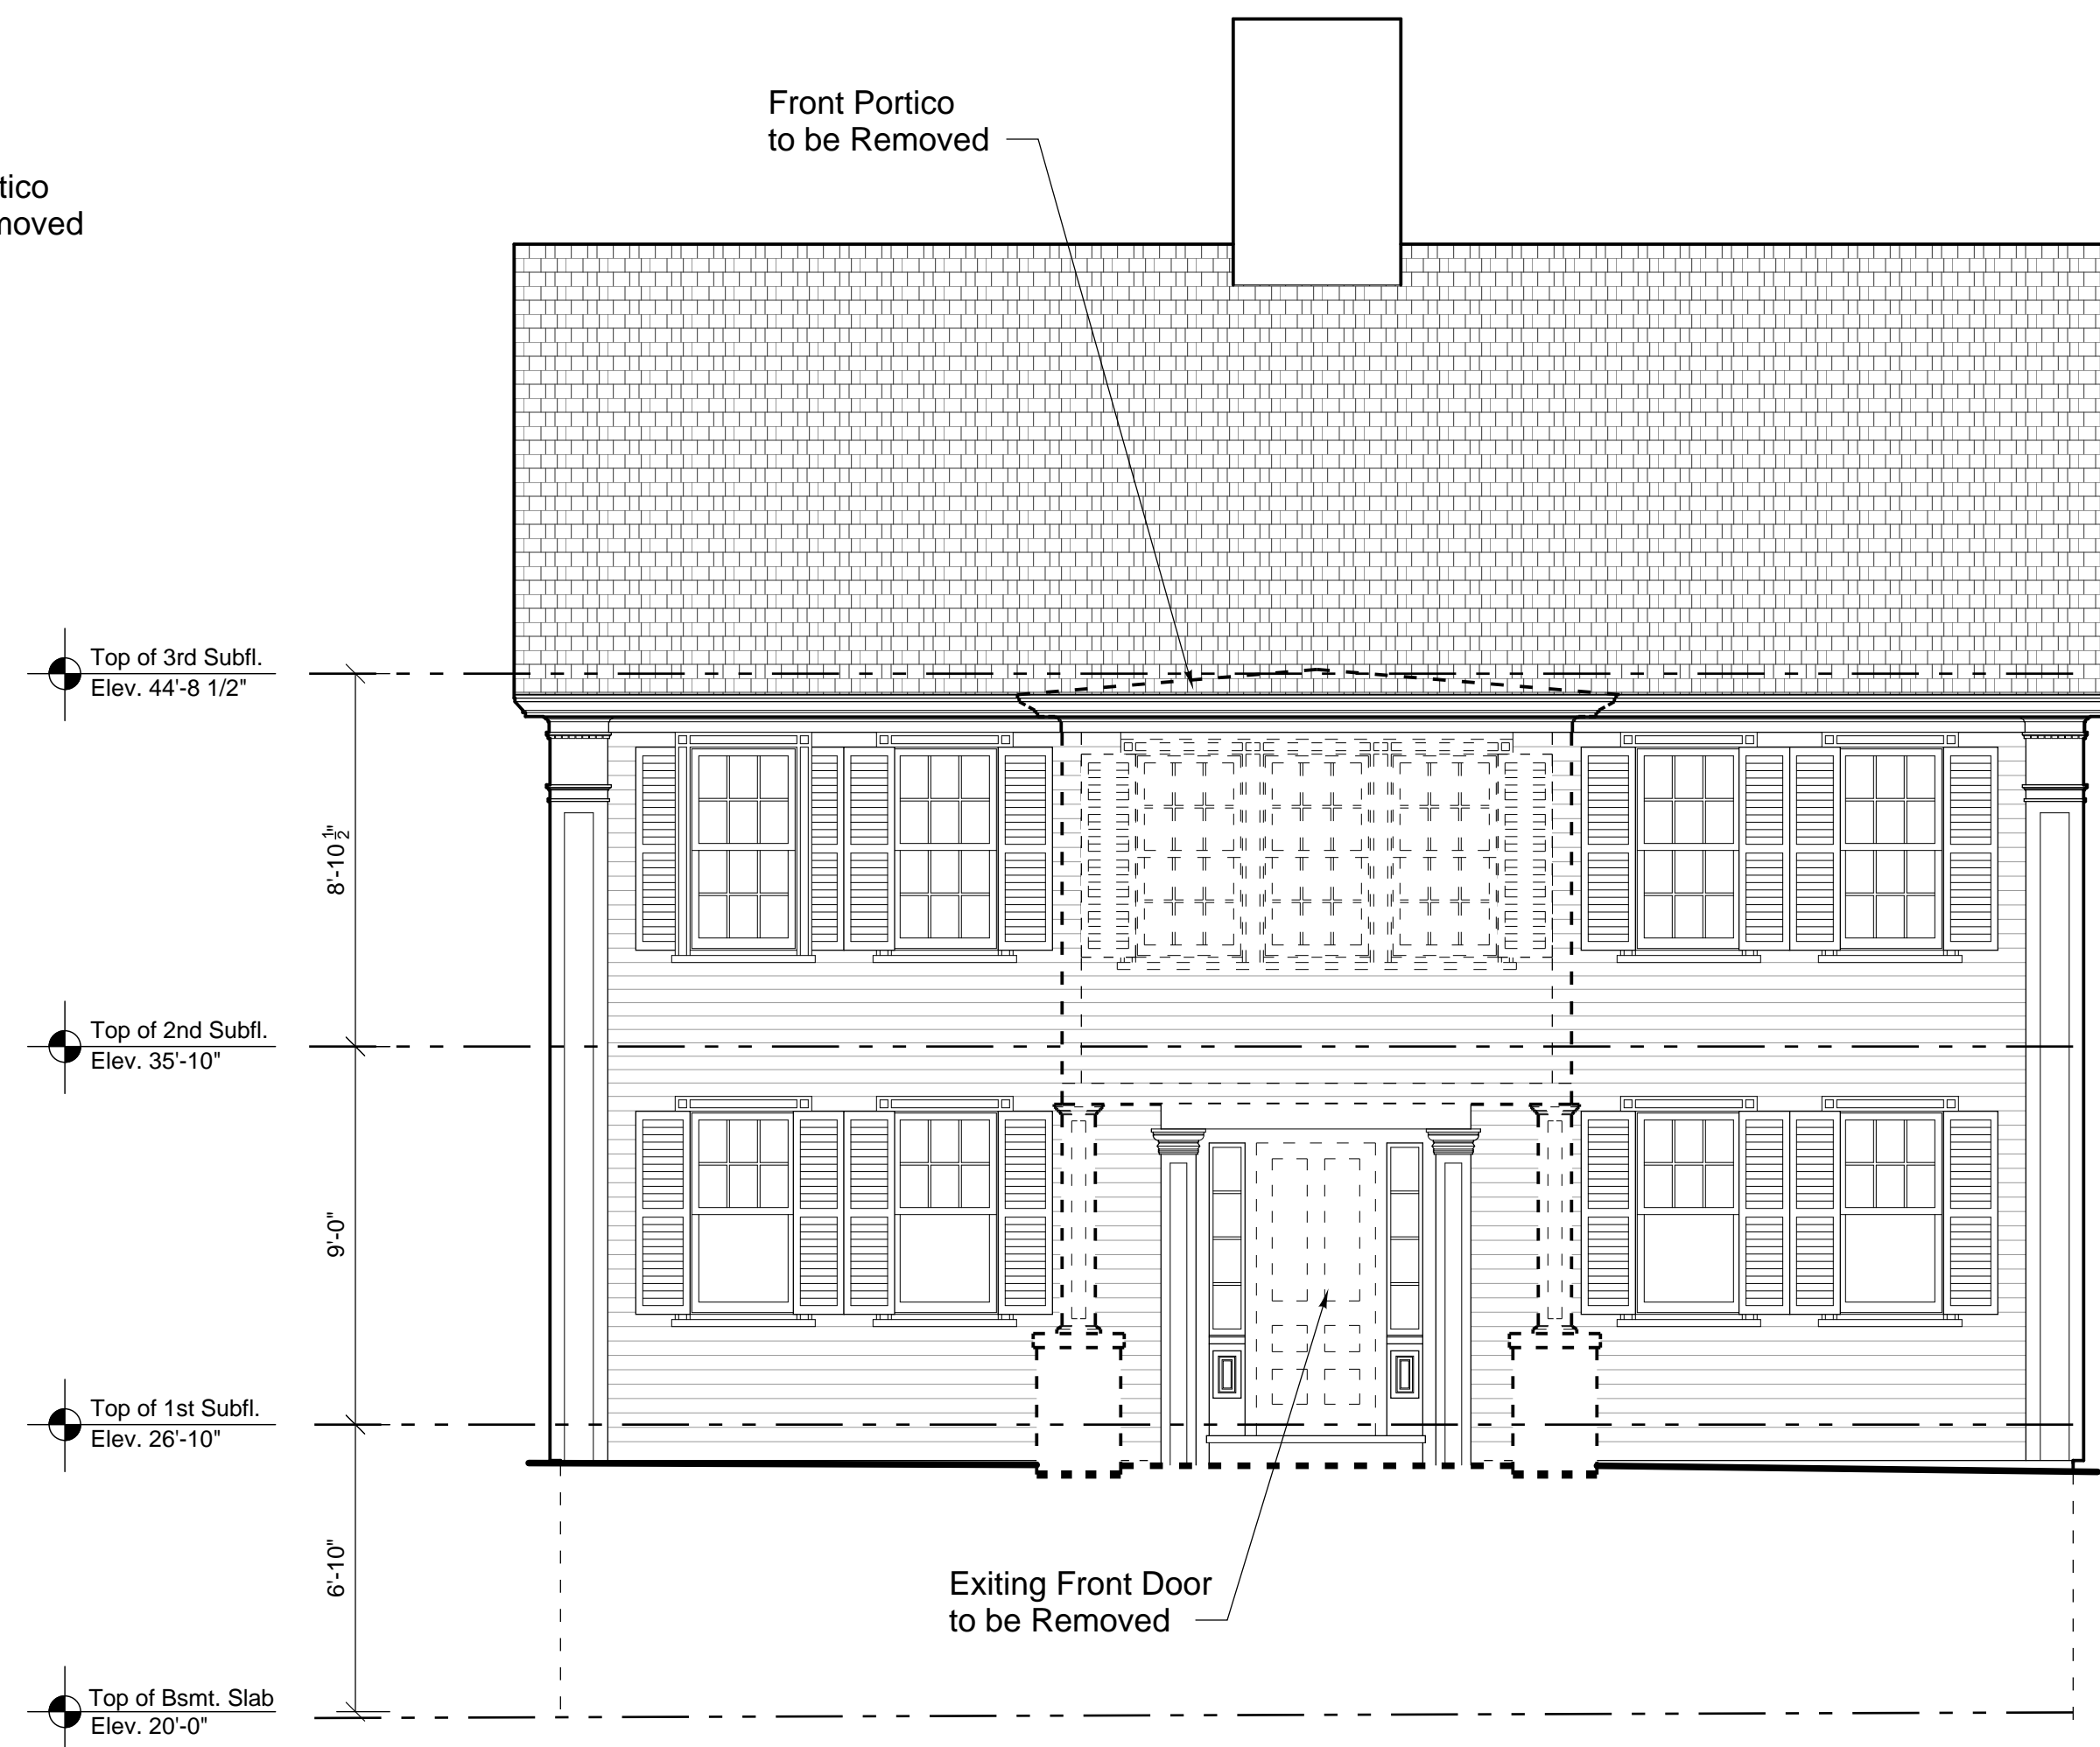 Front Portico
to be Removed
Top of 3rd Subfl.
Elev. 44'-8 1/2"
8'-10 1/2"
Top of 2nd Subfl.
Elev. 35'-10"
9'-0"
Top of 1st Subfl.
Elev. 26'-10"
6'-10"
Exiting Front Door
to be Removed
Top of Bsmt. Slab
Elev. 20'-0"